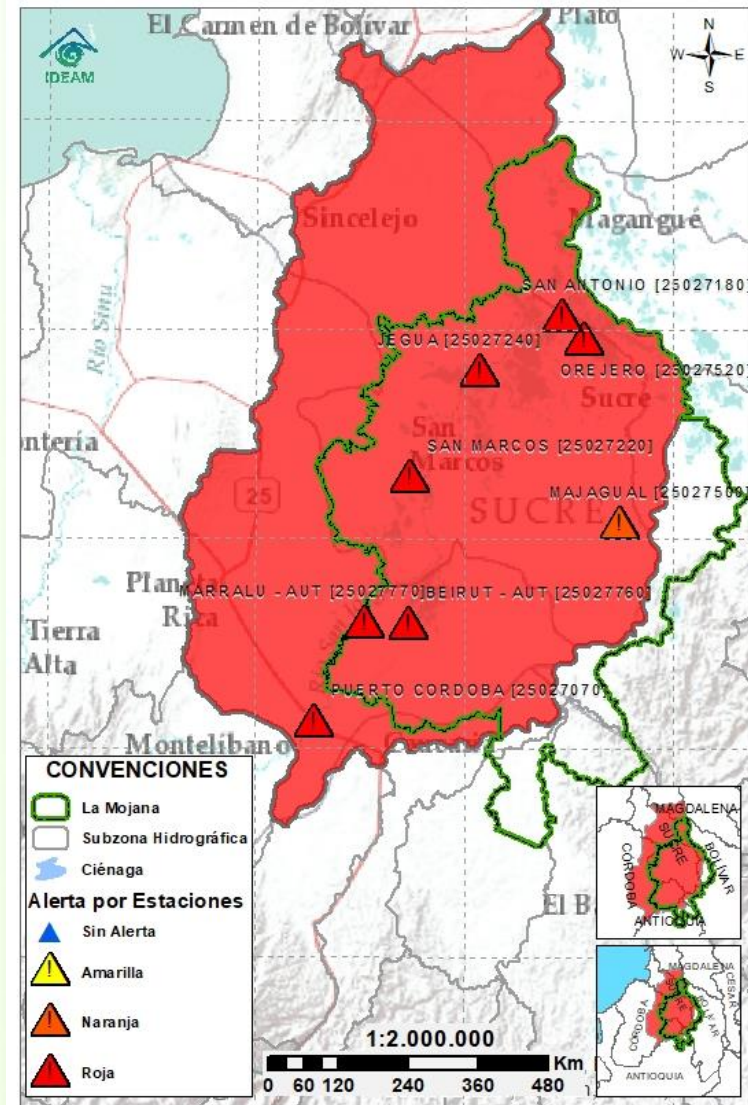 El Carmen de Bolívar
Plato
IDEAM
N
W E
S
Sincelejo
Magangué
Río Sinú
SAN ANTONIO [25027180]
JEGUA [25027240]
OREJERO [25027520]
Sucre
ontería
San
Marcos
SAN MARCOS [25027220]
25
MAJAGUAL [25027500]
SUCRE
Planeta
Rica
MARRALU - AUT [25027770]
BEIRUT - AUT [25027760]
Tierra
Alta
PUERTO CORDOBA [25027070]
Montelíbano
El B
CONVENCIONES
La Mojana
Subzona Hidrográfica
Ciénaga
Alerta por Estaciones
Sin Alerta
Amarilla
Naranja
Roja
1:2.000.000
Km
0 60 120 240 360 480
MAGDALENA
SUCRE
BOLÍVAR
CORDOBA
ANTIOQUIA
MAGDALENA
CESAR
SUCRE
BOLÍVAR
CORDOBA
ANTIOQUIA